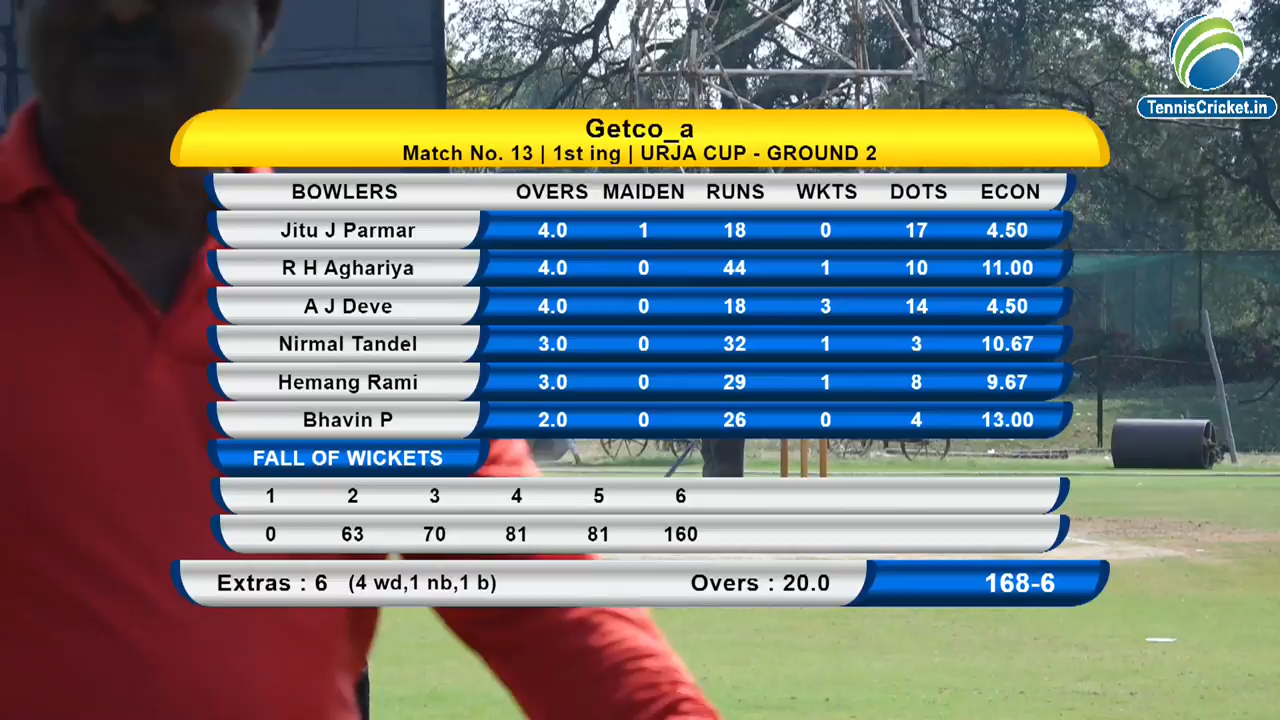 TennisCricket.in
Getco_a
Match No. 13 | 1st ing | URJA CUP - GROUND 2
BOWLERS OVERS MAIDEN RUNS WKTS DOTS ECON
Jitu J Parmar 4.0 1 18 0 17 4.50
R H Aghariya 4.0 0 44 1 10 11.00
A J Deve 4.0 0 18 3 14 4.50
Nirmal Tandel 3.0 0 32 1 3 10.67
Hemang Rami 3.0 0 29 1 8 9.67
Bhavin P 2.0 0 26 0 4 13.00
FALL OF WICKETS
1 2 3 4 5 6
0 63 70 81 81 160
Extras : 6 (4 wd,1 nb,1 b) Overs : 20.0 168-6